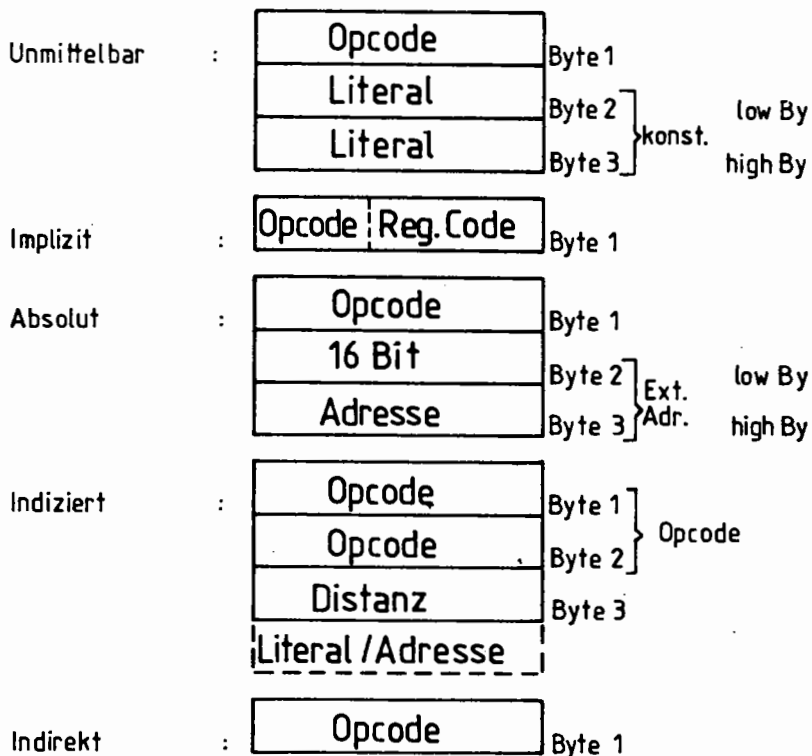 Opcode
Unmittelbar : Byte 1
Literal Byte 2 low By
konst.
Literal Byte 3 high By
Opcode Reg. Code
Implizit : Byte 1
Opcode
Absolut : Byte 1
16 Bit Byte 2 low By
Ext.
Adresse Adr.
Byte 3 high By
Opcode
Indiziert : Byte 1
Opcode Opcode
Byte 2
Distanz Byte 3
Literal / Adresse
Opcode
Indirekt : Byte 1